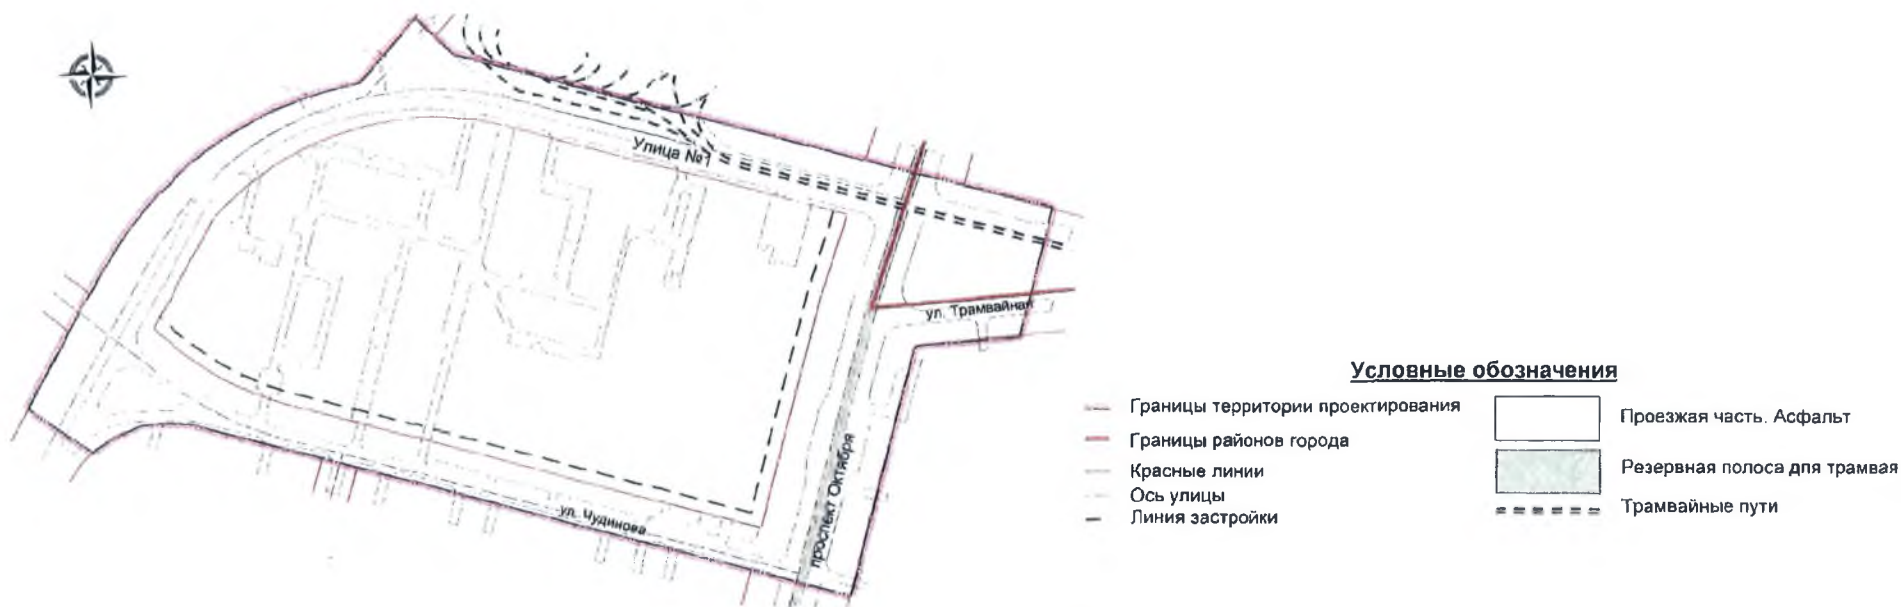 Улица №1
ул. Трамвайная
проспект Октября
ул. Чудинова
Условные обозначения
Границы территории проектирования
Границы районов города
Красные линии
Ось улицы
Линия застройки
Проезжая часть. Асфальт
Резервная полоса для трамвая
Трамвайные пути